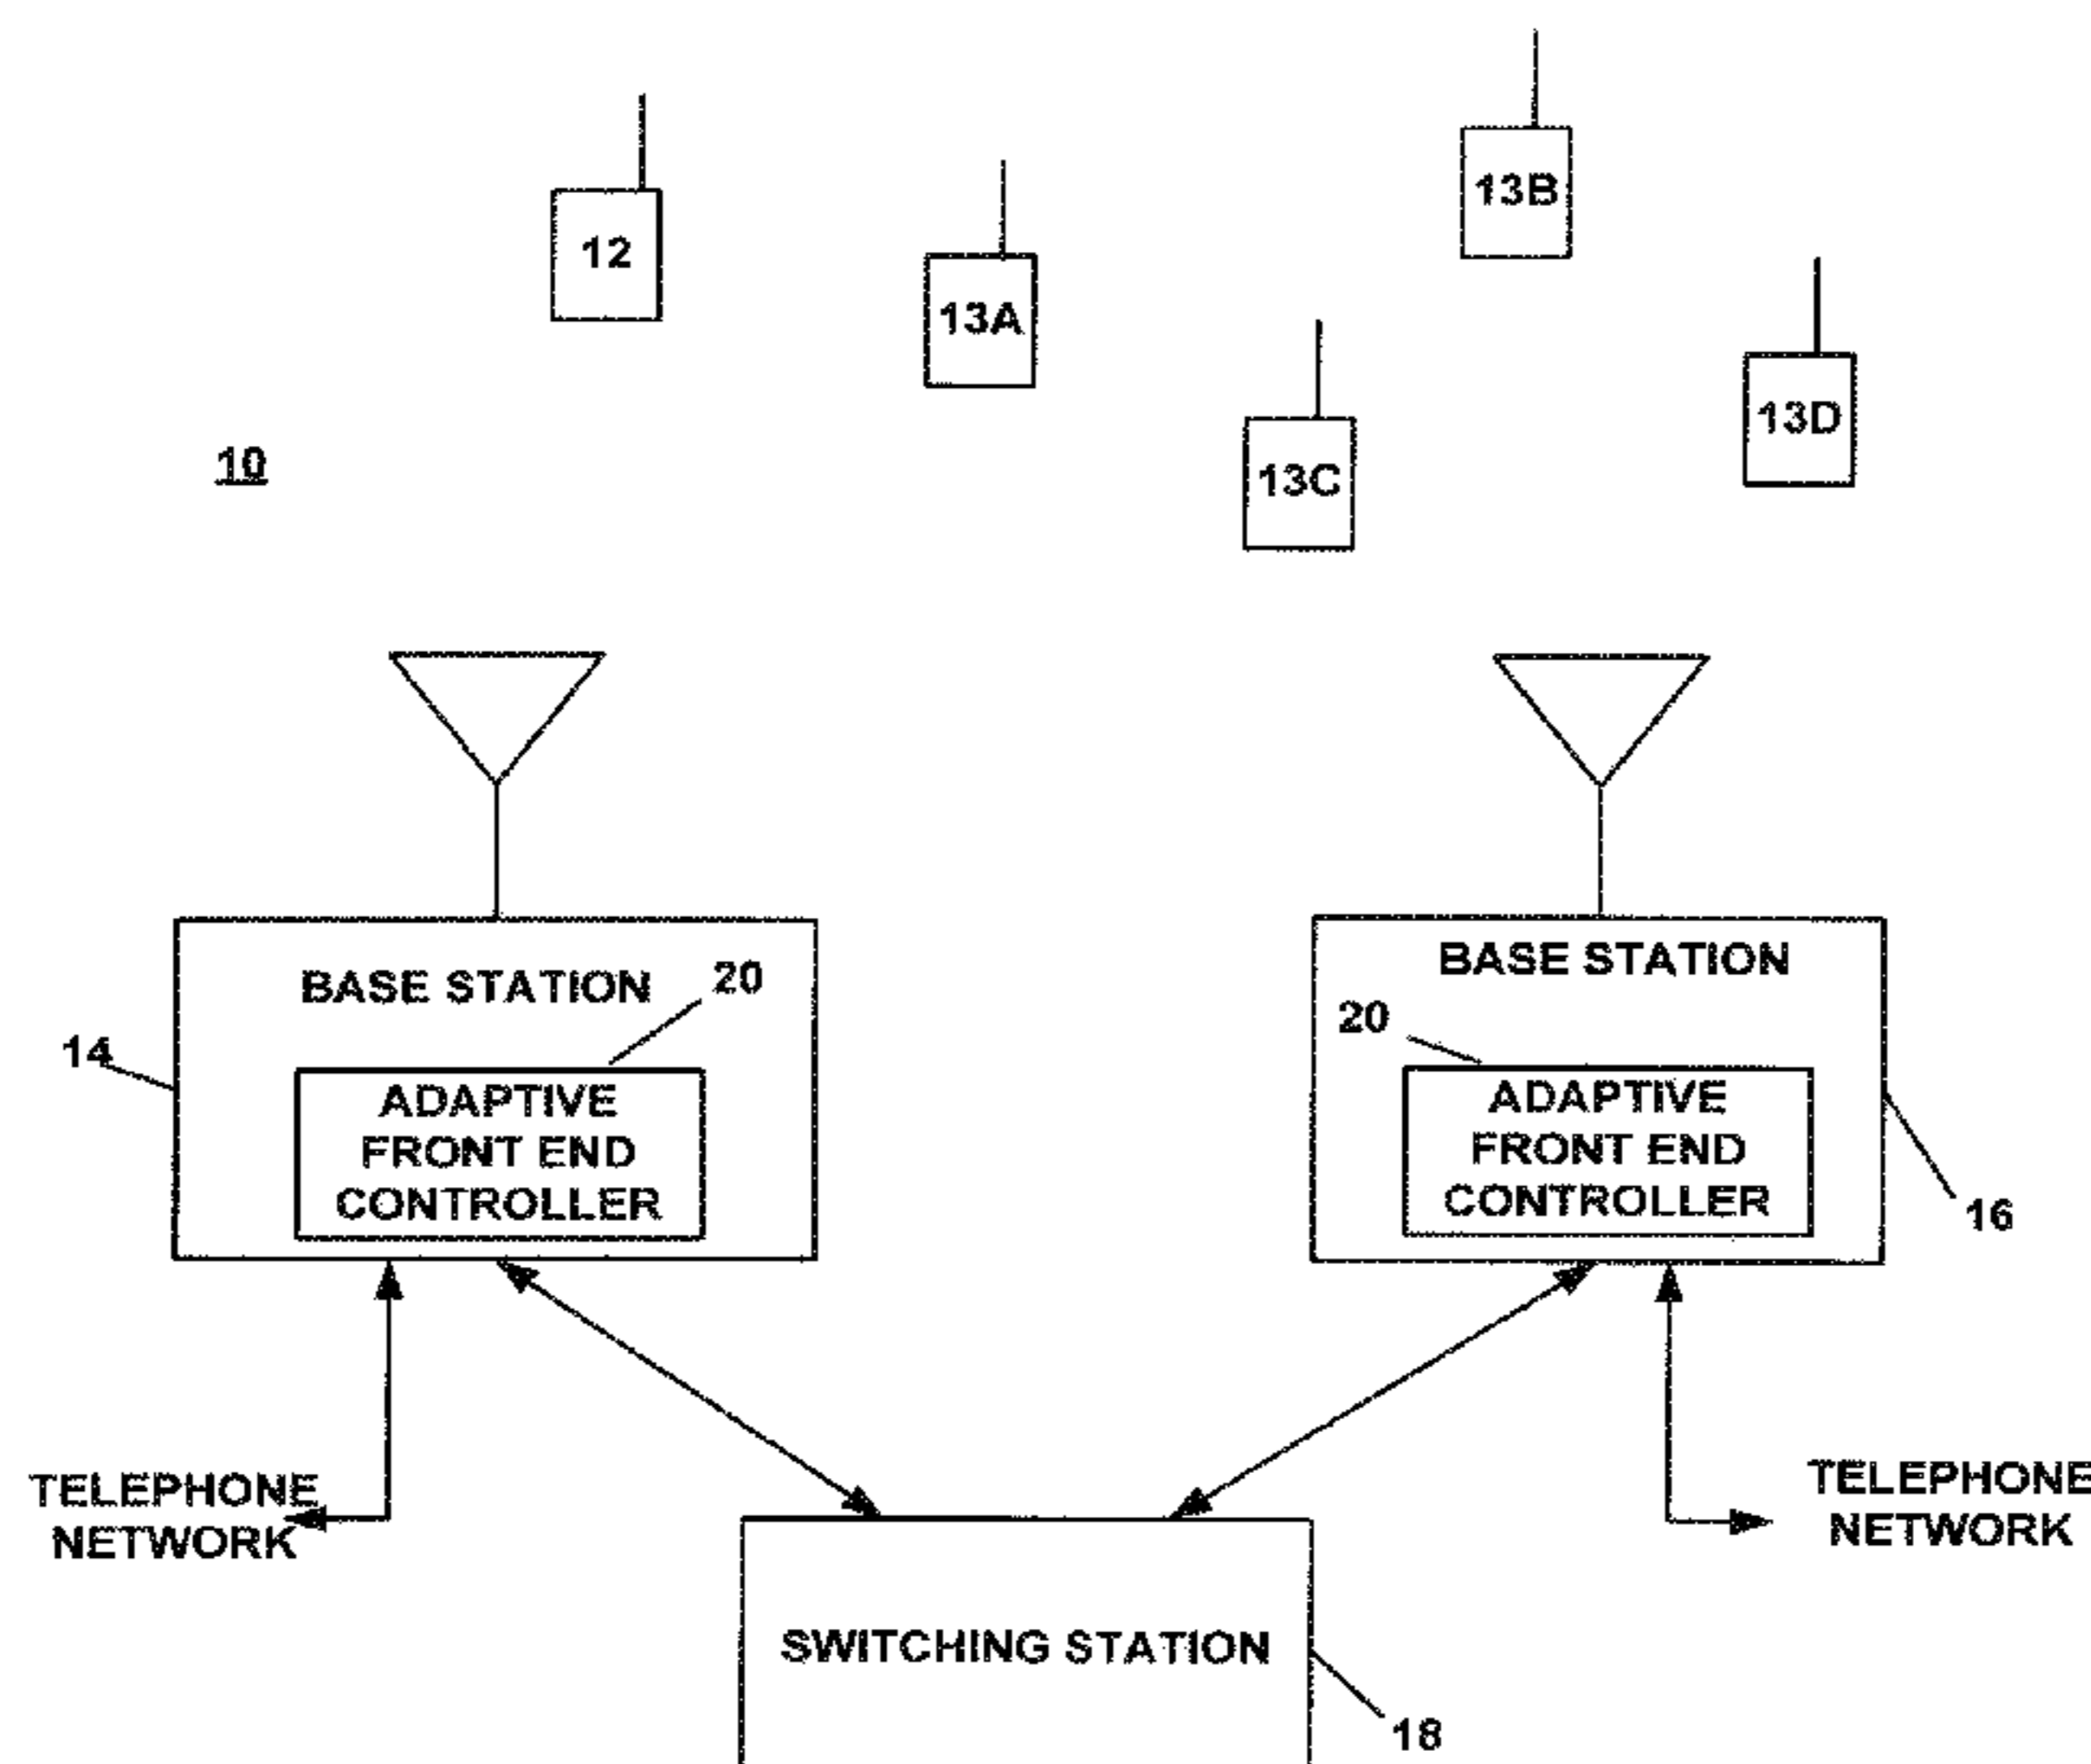 13B
12
13A
13D
10
13C
BASE STATION
20
BASE STATION
20
14
ADAPTIVE
FRONT END
CONTROLLER
ADAPTIVE
FRONT END
CONTROLLER
16
TELEPHONE
NETWORK
TELEPHONE
NETWORK
SWITCHING STATION
18